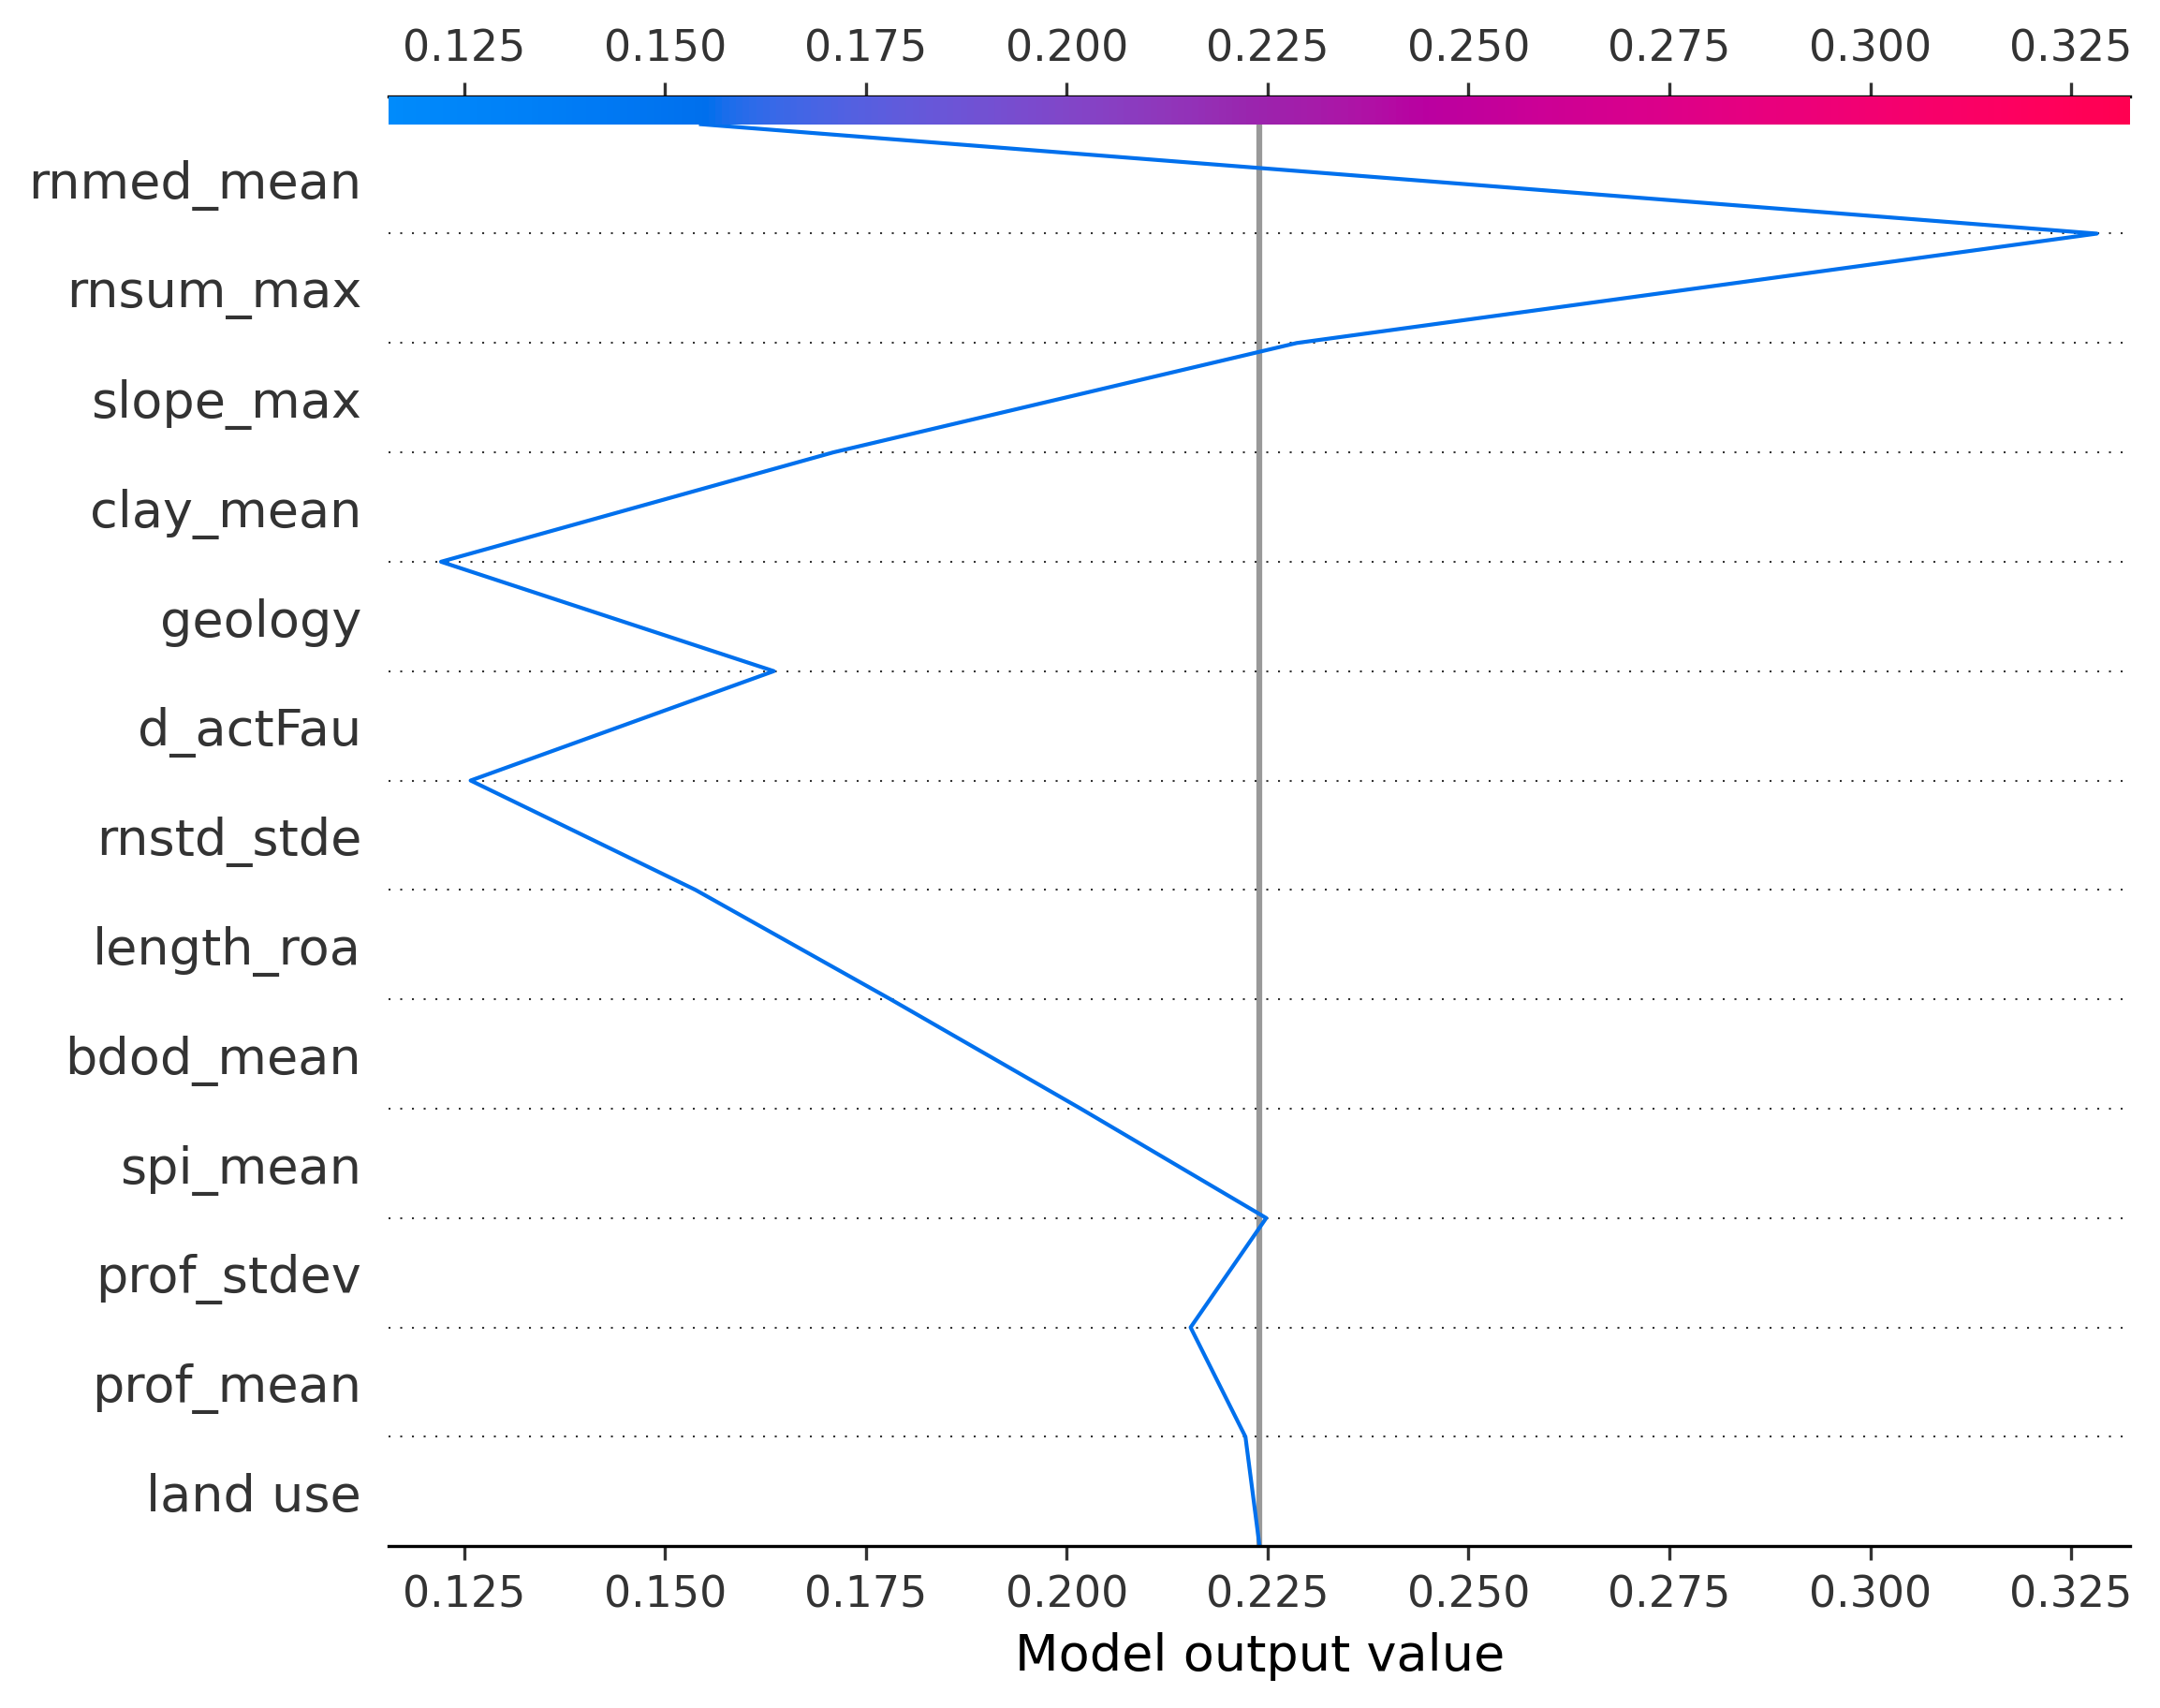 0.125 0.150 0.175 0.200 0.225 0.250 0.275 0.300 0.325
rnmed_mean
rnsum_max
slope_max
clay_mean
geology
d_actFau
rnstd_stde
length_roa
bdod_mean
spi_mean
prof_stdev
prof_mean
land use
0.125 0.150 0.175 0.200 0.225 0.250 0.275 0.300 0.325
Model output value